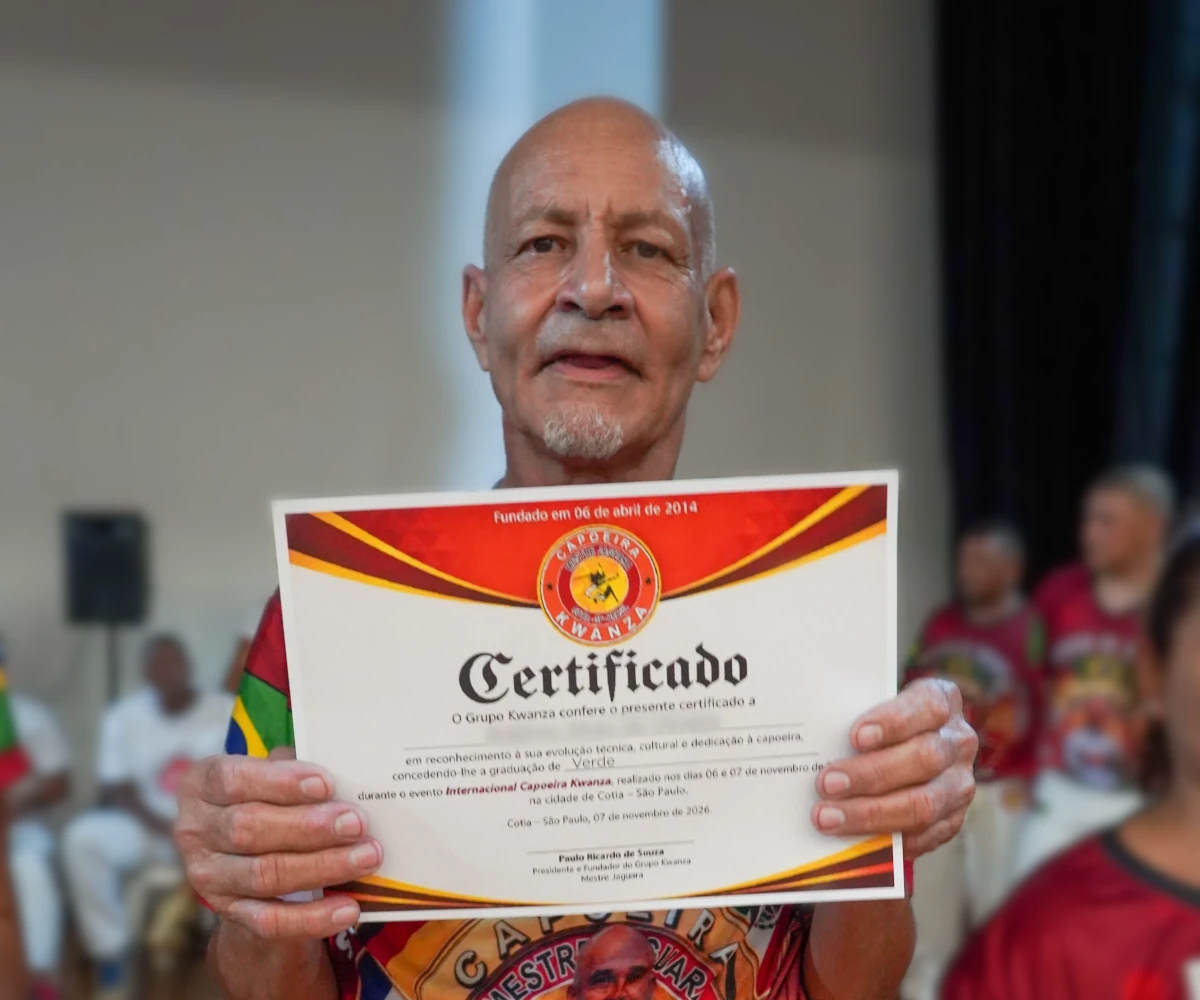 Fundado em 06 de abril de 2014
CAPOEIRA
KWANZA
Certificado
O Grupo Kwanza confere o presente certificado a
em reconhecimento à sua evolução técnica, cultural e dedicação à capoeira,
concedendo-lhe a graduação de Verde
durante o evento Internacional Capoeira Kwanza, realizado nos dias 06 e 07 de novembro de
na cidade de Cotia – São Paulo.
Cotia – São Paulo, 07 de novembro de 2026.
Paulo Ricardo de Souza
Presidente e Fundador do Grupo Kwanza
Mestre Jaguara
CAPOEIRA
MESTRE